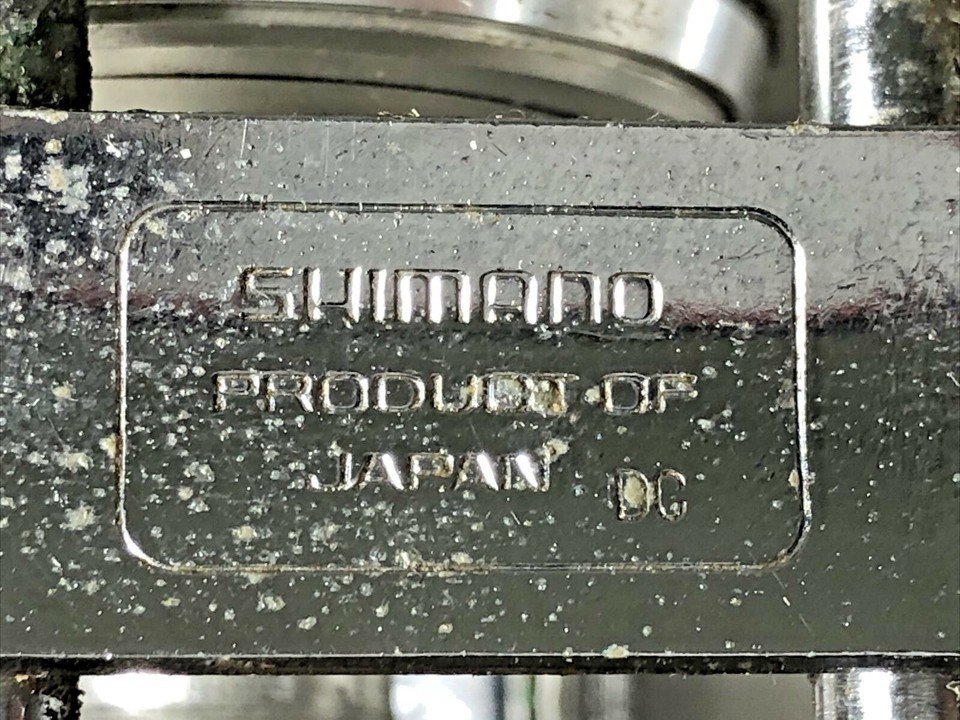 SHIMANO
PRODUCT OF
JAPAN DC